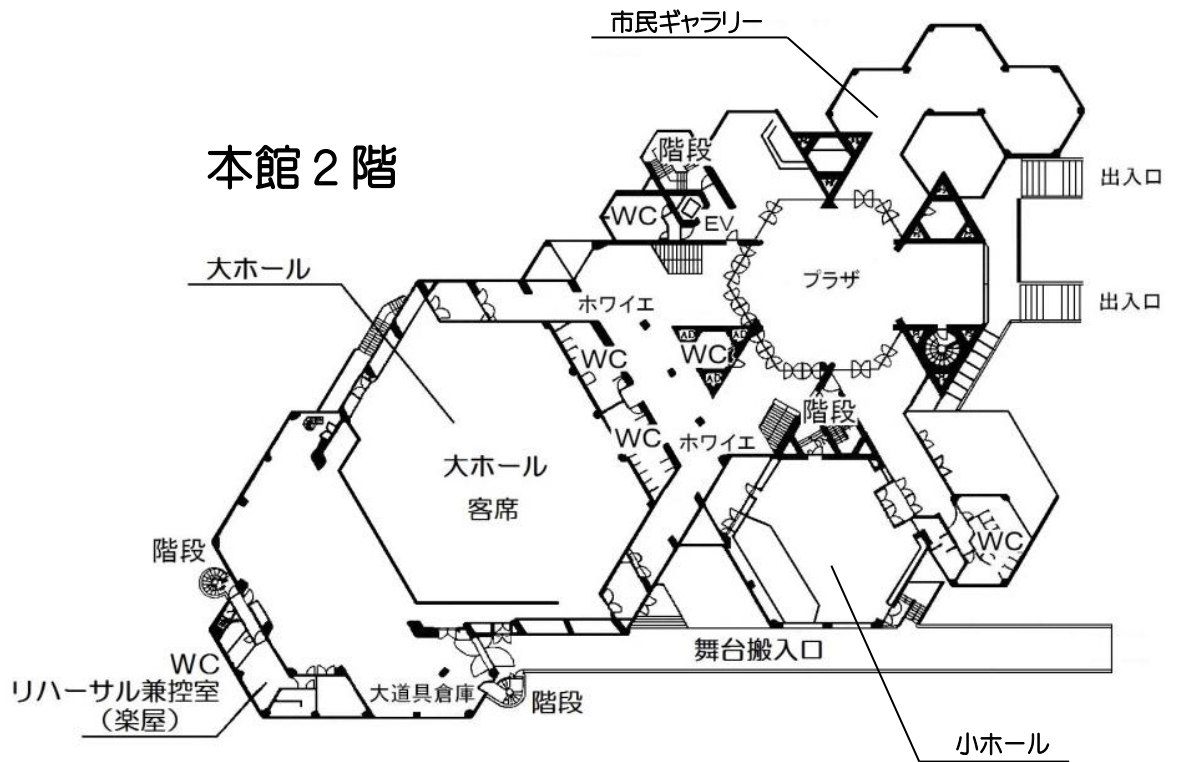 市民ギャラリー
本館２階
階段
出入口
WC
EV
大ホール
プラザ
出入口
ホワイエ
WC
WC
階段
WC
ホワイエ
大ホール
客席
階段
WC
舞台搬入口
WC
リハーサル兼控室
（楽屋）
大道具倉庫
階段
小ホール